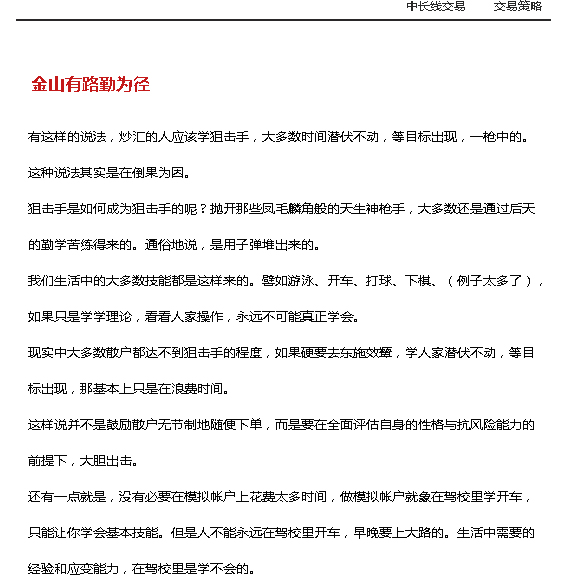 中长线交易 交易策略
金山有路勤为径
有这样的说法，炒汇的人应该学狙击手，大多数时间潜伏不动，等目标出现，一枪中的。
这种说法其实是在倒果为因。
狙击手是如何成为狙击手的呢？抛开那些凤毛麟角般的天生神枪手，大多数还是通过后天
的勤学苦练得来的。通俗地说，是用子弹堆出来的。
我们生活中的大多数技能都是这样来的。譬如游泳、开车、打球、下棋、（例子太多了），
如果只是学学理论，看看人家操作，永远不可能真正学会。
现实中大多数散户都达不到狙击手的程度，如果硬要去东施效颦，学人家潜伏不动，等目
标出现，那基本上只是在浪费时间。
这样说并不是鼓励散户无节制地随便下单，而是要在全面评估自身的性格与抗风险能力的
前提下，大胆出击。
还有一点就是，没有必要在模拟帐户上花费太多时间，做模拟帐户就象在驾校里学开车，
只能让你学会基本技能。但是人不能永远在驾校里开车，早晚要上大路的。生活中需要的
经验和应变能力，在驾校里是学不会的。